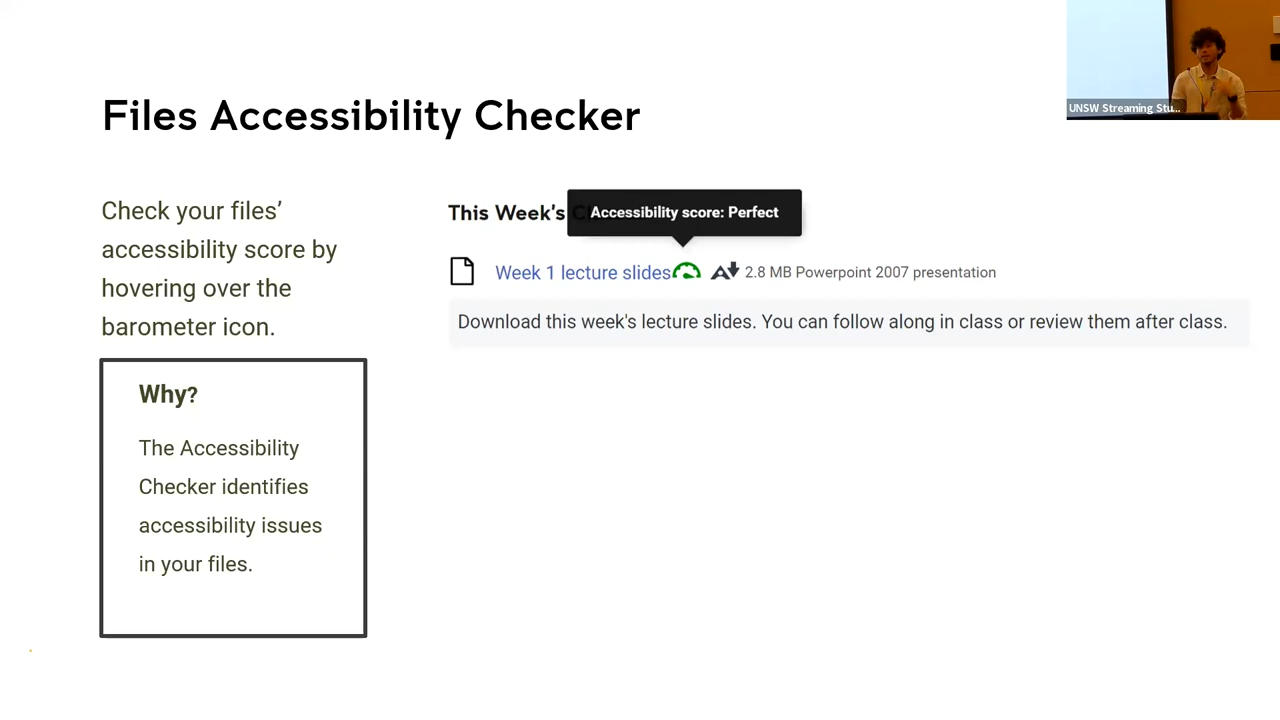 UNSW Streaming Stu...
Files Accessibility Checker
Check your files’
accessibility score by
hovering over the
barometer icon.
Why?
The Accessibility
Checker identifies
accessibility issues
in your files.
This Week's
Accessibility score: Perfect
Week 1 lecture slides 2.8 MB Powerpoint 2007 presentation
Download this week's lecture slides. You can follow along in class or review them after class.